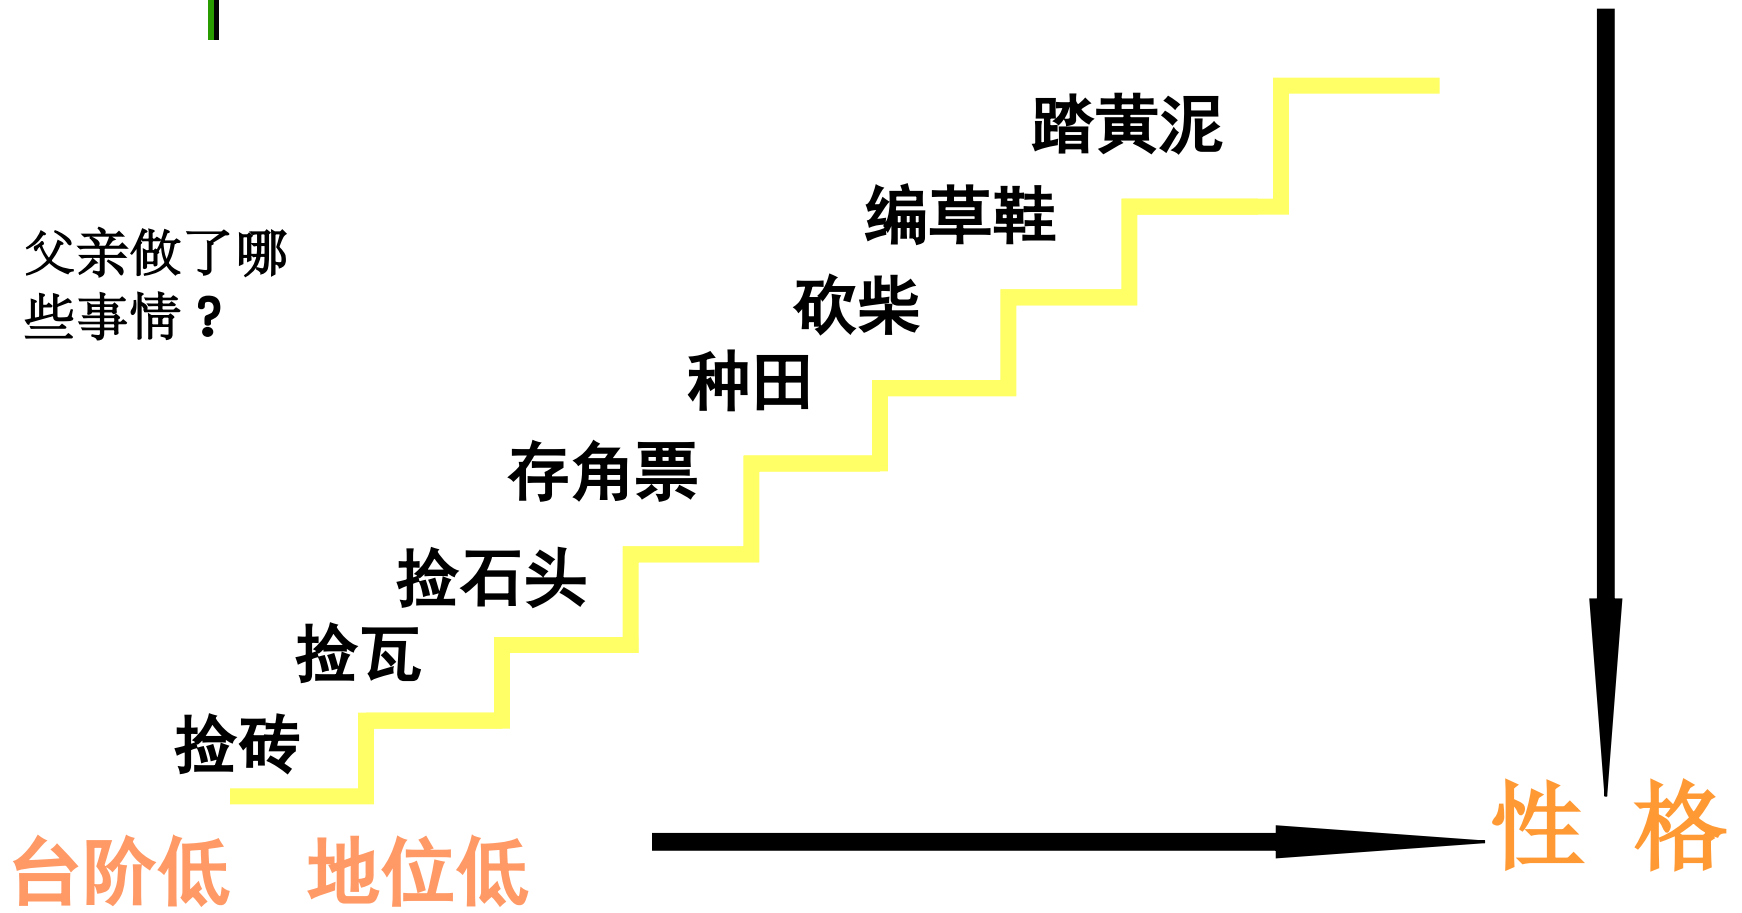 踏黄泥
编草鞋
父亲做了哪
些事情?
砍柴
种田
存角票
捡石头
捡瓦
捡砖
台阶低 地位低
性 格